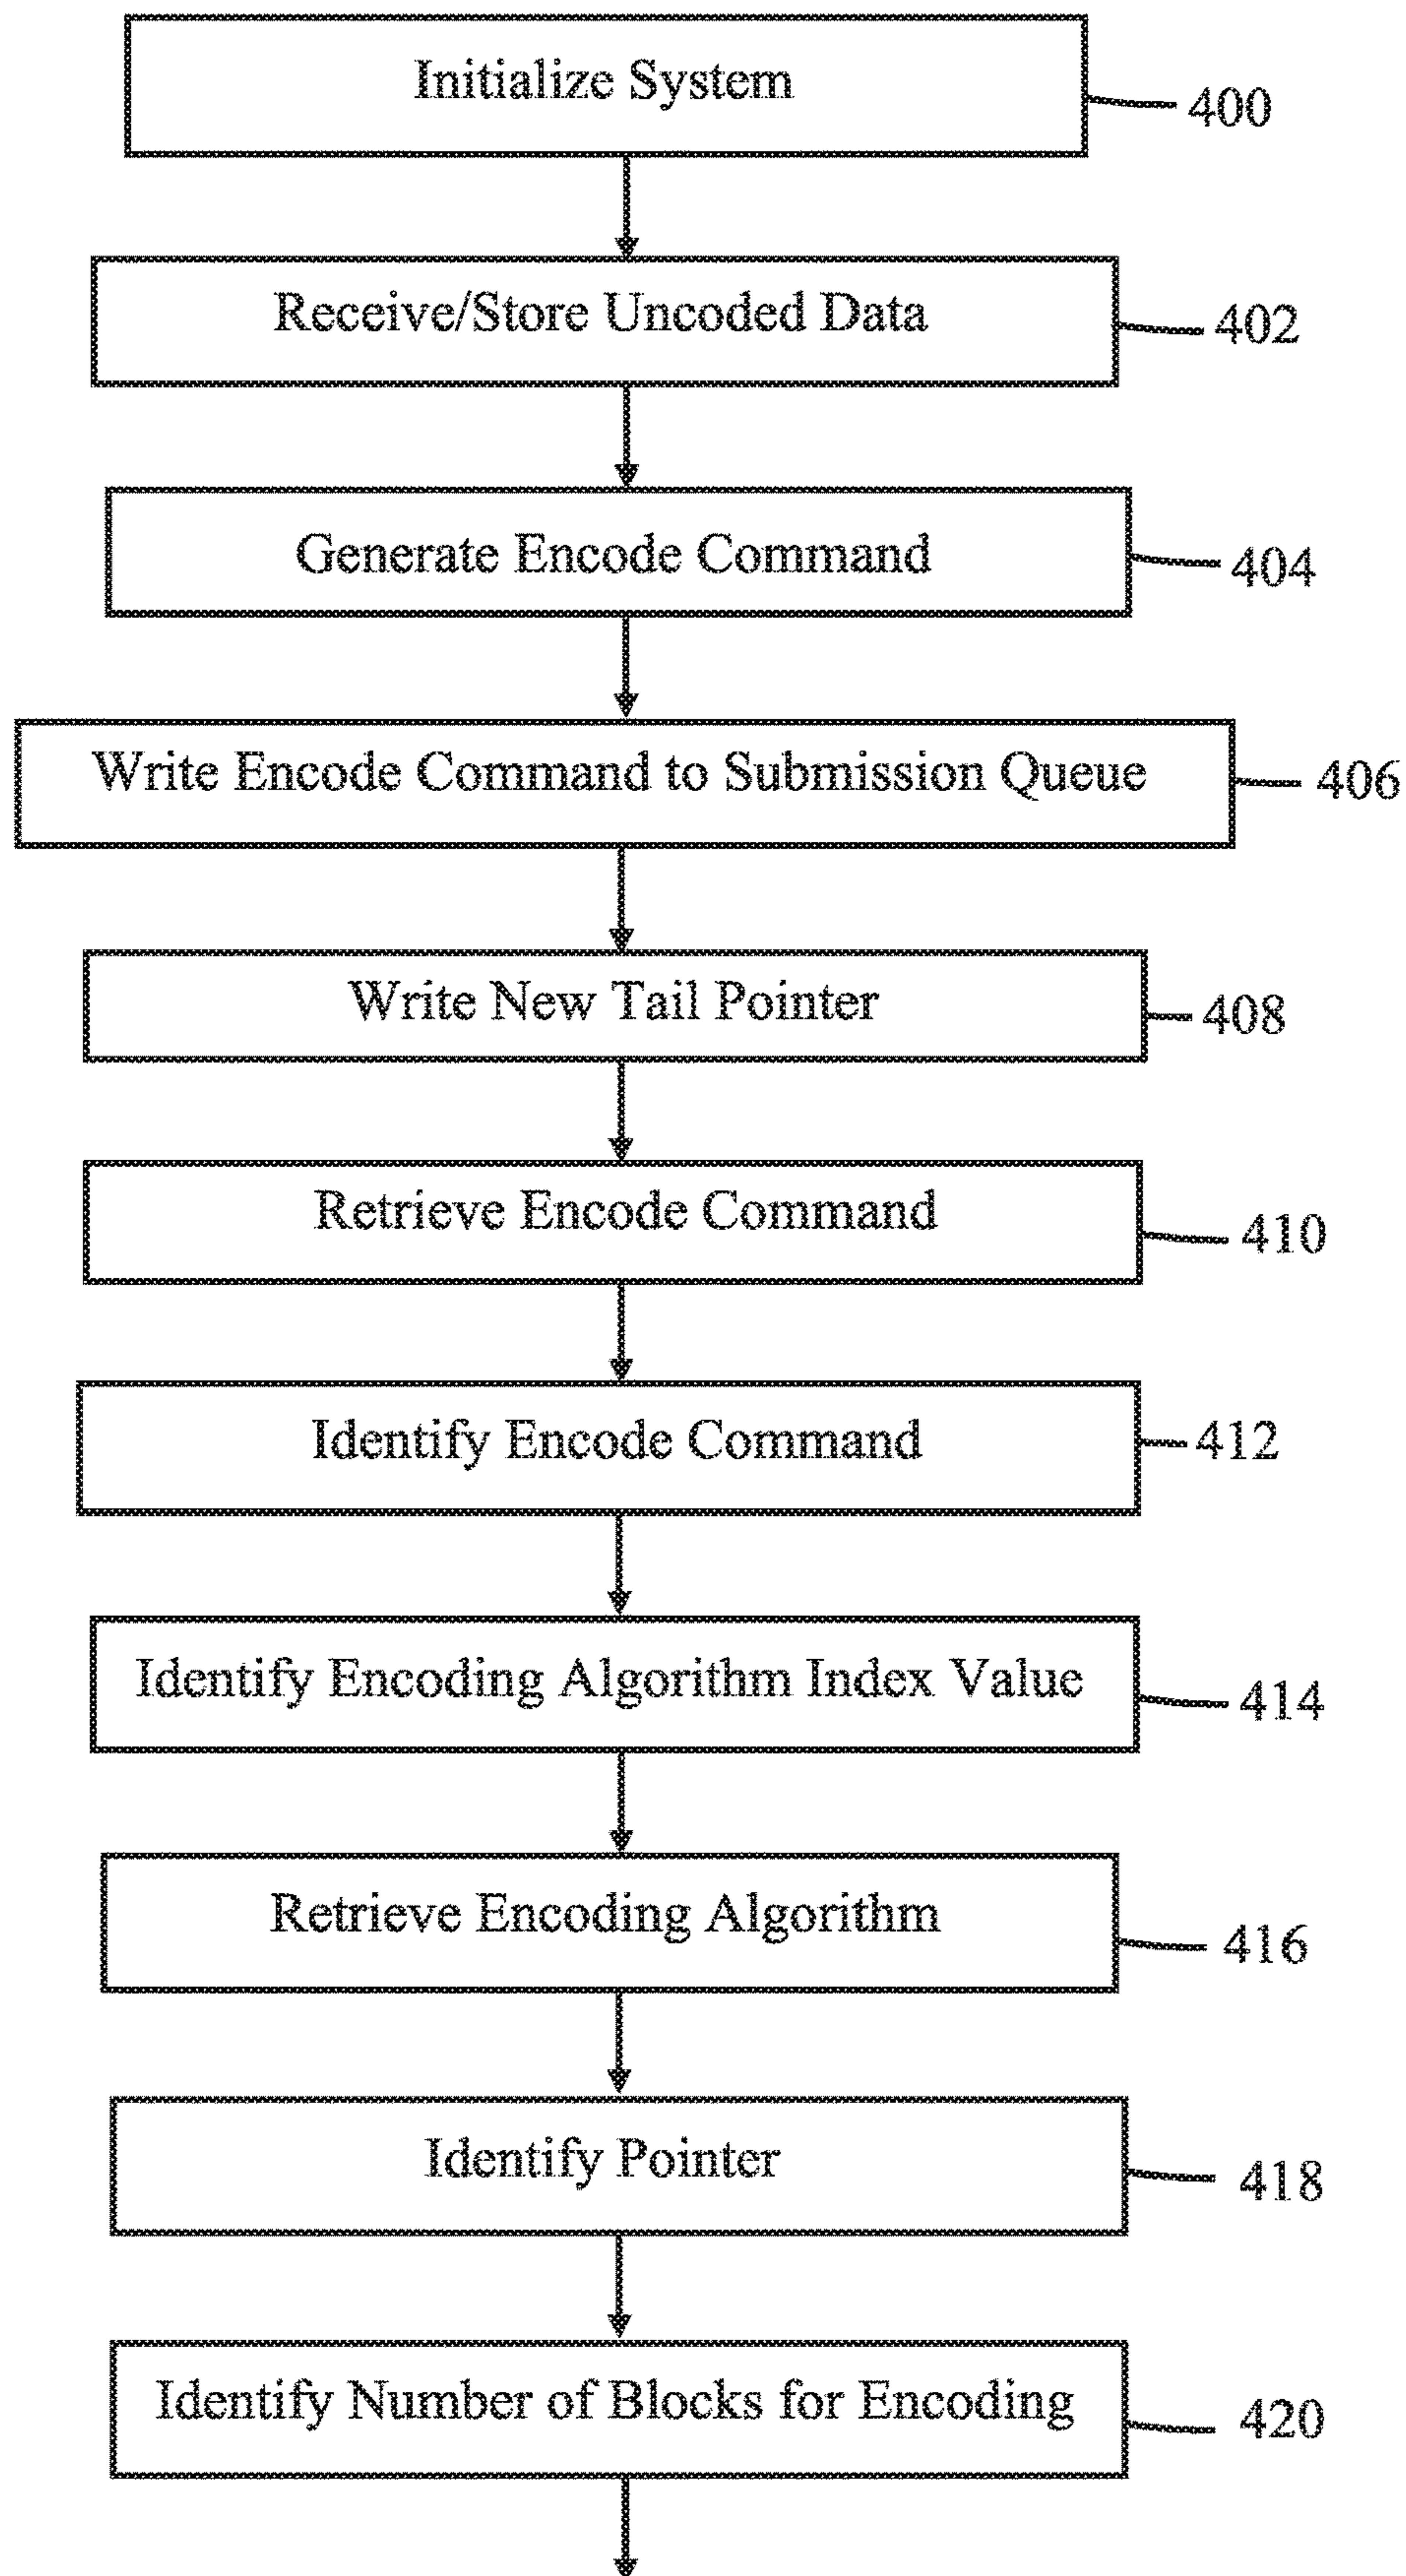 Initialize System
400
Receive/Store Uncoded Data
402
Generate Encode Command
404
Write Encode Command to Submission Queue
406
Write New Tail Pointer
408
Retrieve Encode Command
410
Identify Encode Command
412
Identify Encoding Algorithm Index Value
414
Retrieve Encoding Algorithm
416
Identify Pointer
418
Identify Number of Blocks for Encoding
420